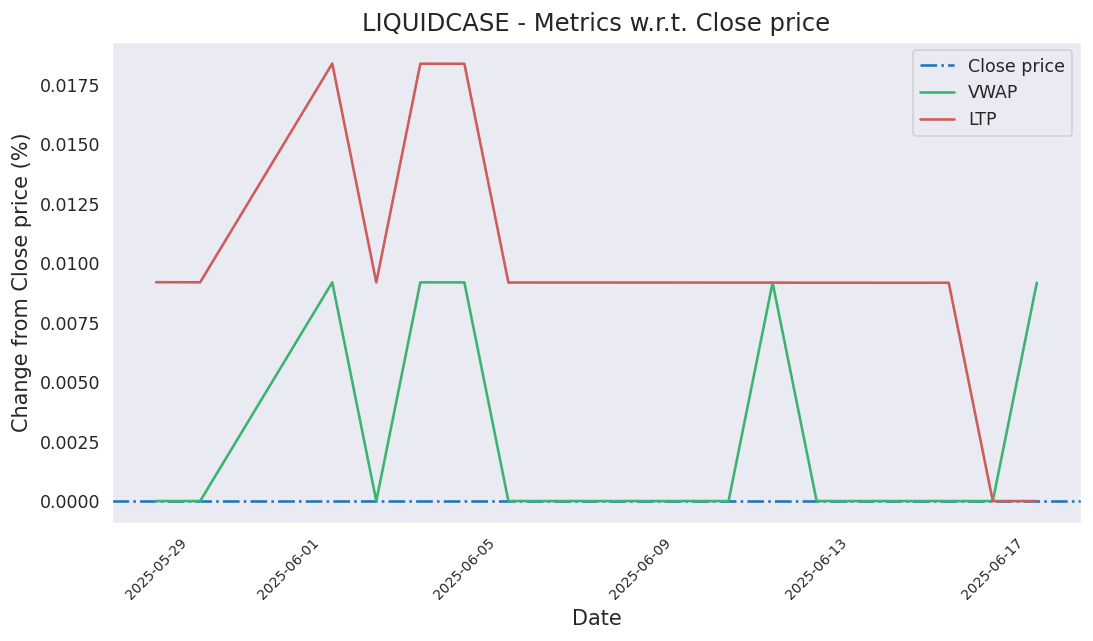 LIQUIDCASE - Metrics w.r.t. Close price
Close price
VWAP
LTP
Change from Close price (%)
0.0175
0.0150
0.0125
0.0100
0.0075
0.0050
0.0025
0.0000
2025-05-29
2025-06-01
2025-06-05
2025-06-09
2025-06-13
2025-06-17
Date